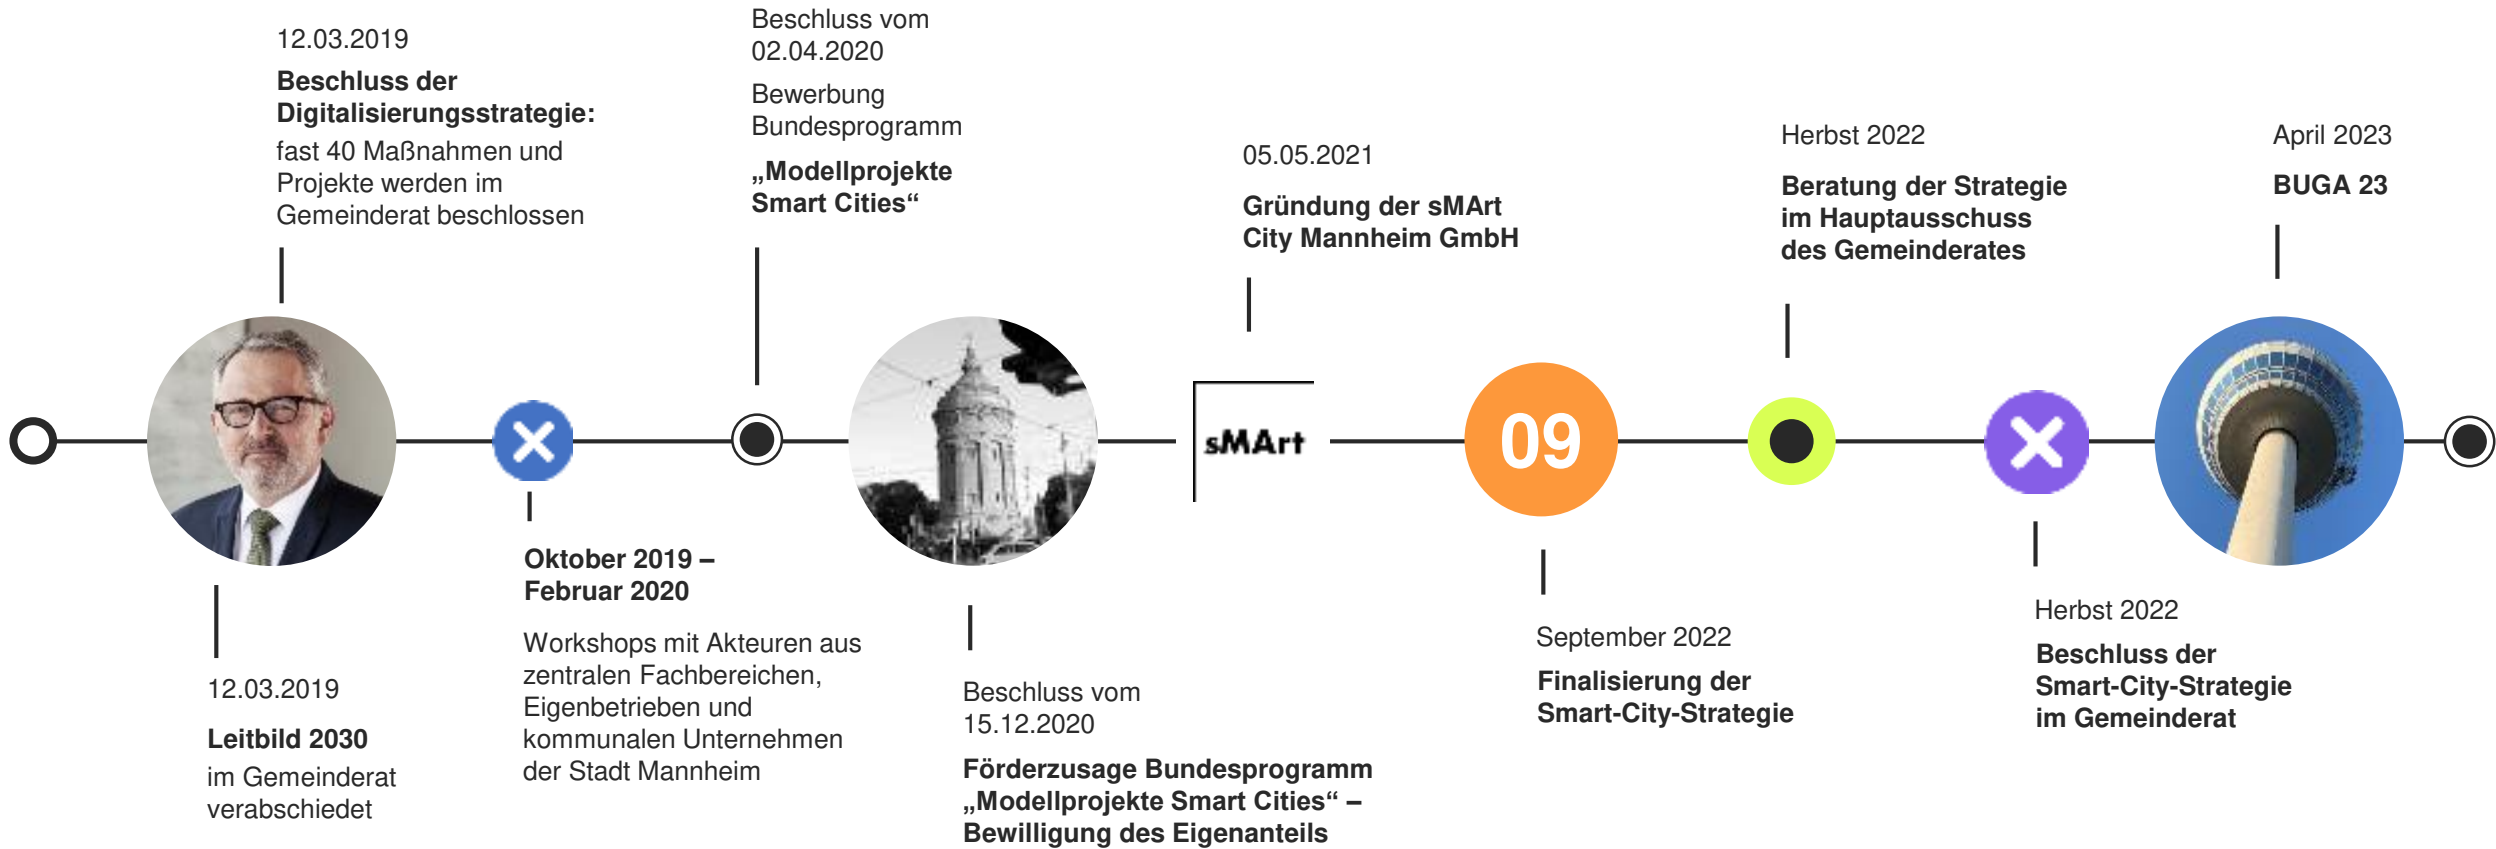 12.03.2019
Beschluss der
Digitalisierungsstrategie:
fast 40 Maßnahmen und
Projekte werden im
Gemeinderat beschlossen
12.03.2019
Leitbild 2030
im Gemeinderat
verabschiedet
Oktober 2019 –
Februar 2020
Workshops mit Akteuren aus
zentralen Fachbereichen,
Eigenbetrieben und
kommunalen Unternehmen
der Stadt Mannheim
Beschluss vom
02.04.2020
Bewerbung
Bundesprogramm
„Modellprojekte
Smart Cities“
Beschluss vom
15.12.2020
Förderzusage Bundesprogramm
„Modellprojekte Smart Cities“ –
Bewilligung des Eigenanteils
05.05.2021
Gründung der sMArt
City Mannheim GmbH
sMArt
09
September 2022
Finalisierung der
Smart-City-Strategie
Herbst 2022
Beratung der Strategie
im Hauptausschuss
des Gemeinderates
Herbst 2022
Beschluss der
Smart-City-Strategie
im Gemeinderat
April 2023
BUGA 23